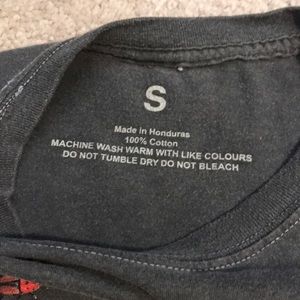 S
Made in Honduras
100% Cotton
MACHINE WASH WARM WITH LIKE COLOURS
DO NOT TUMBLE DRY DO NOT BLEACH